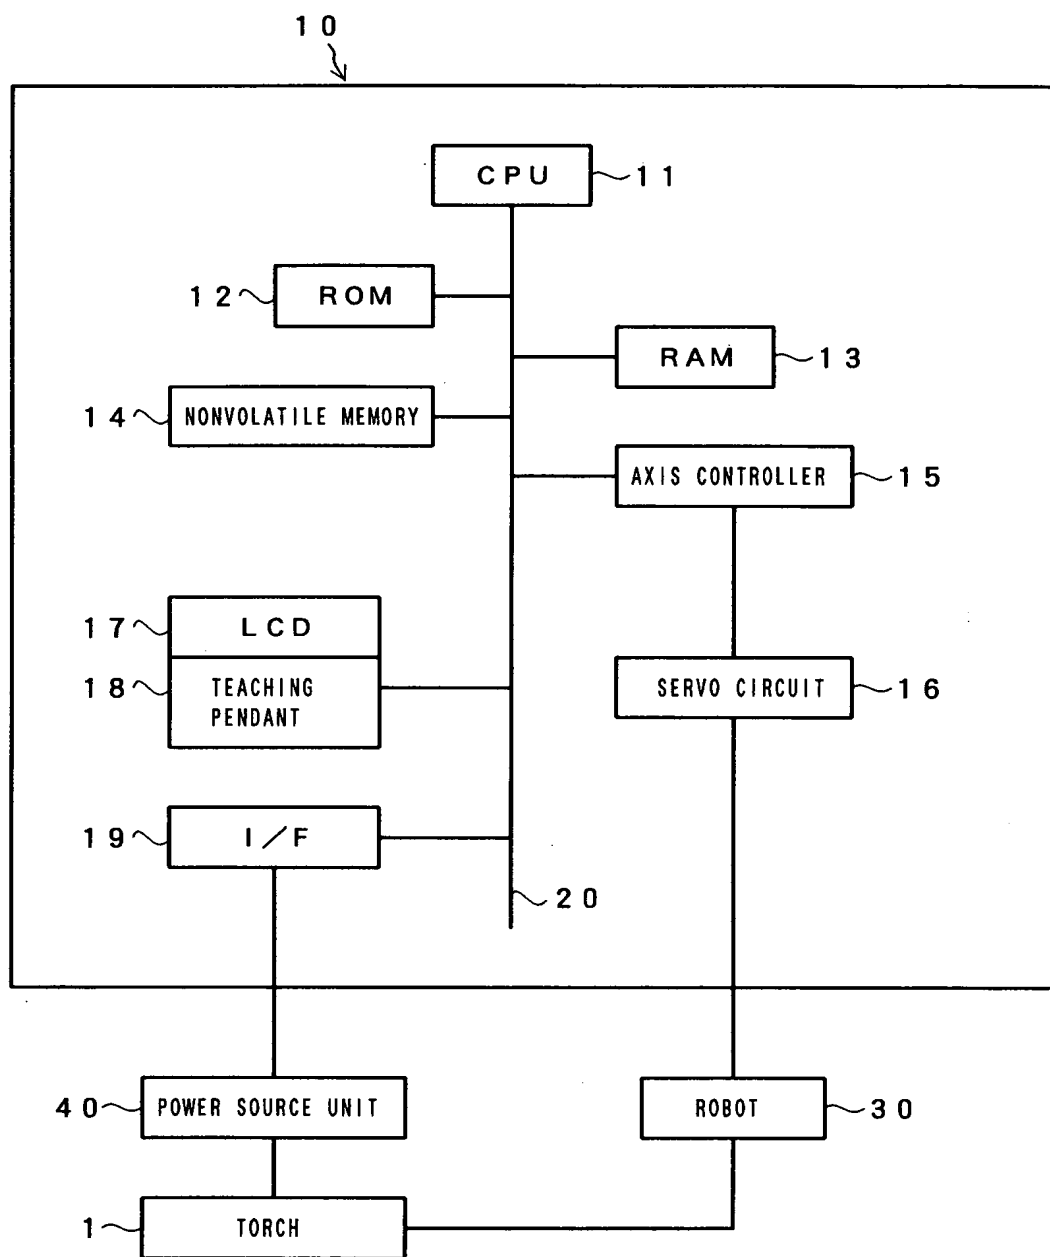 10
CPU 11
12 ROM
RAM 13
14 NONVOLATILE MEMORY
AXIS CONTROLLER 15
17 LCD
18 TEACHING
PENDANT
SERVO CIRCUIT 16
19 I/F
20
40 POWER SOURCE UNIT
ROBOT 30
1 TORCH